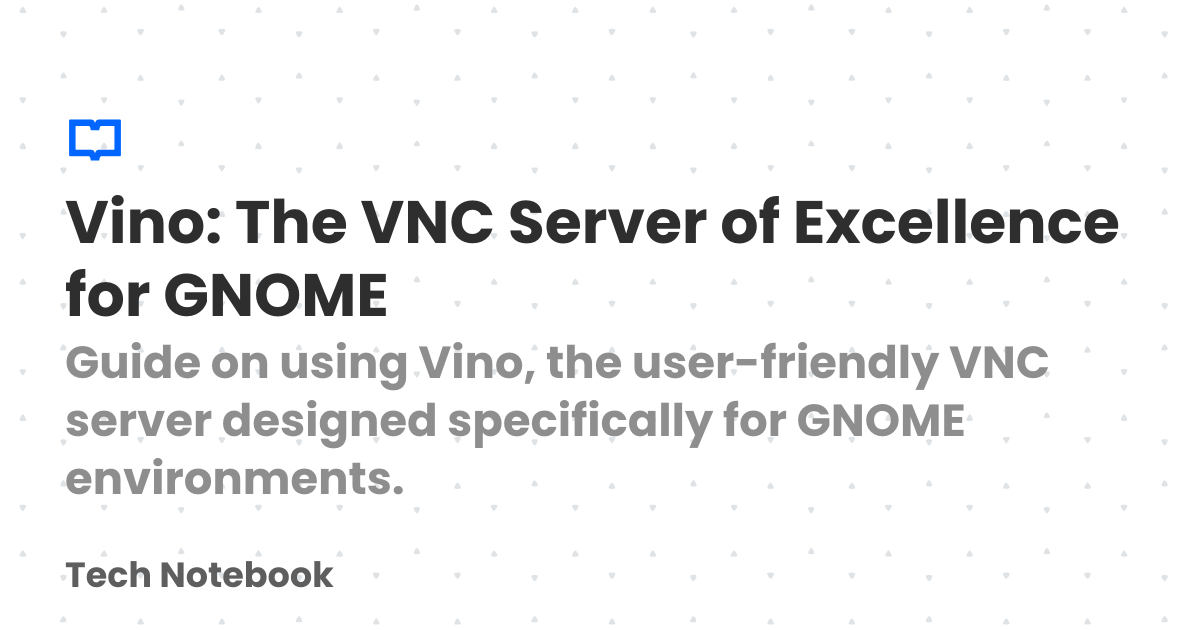 Vino: The VNC Server of Excellence
for GNOME
Guide on using Vino, the user-friendly VNC
server designed specifically for GNOME
environments.
Tech Notebook